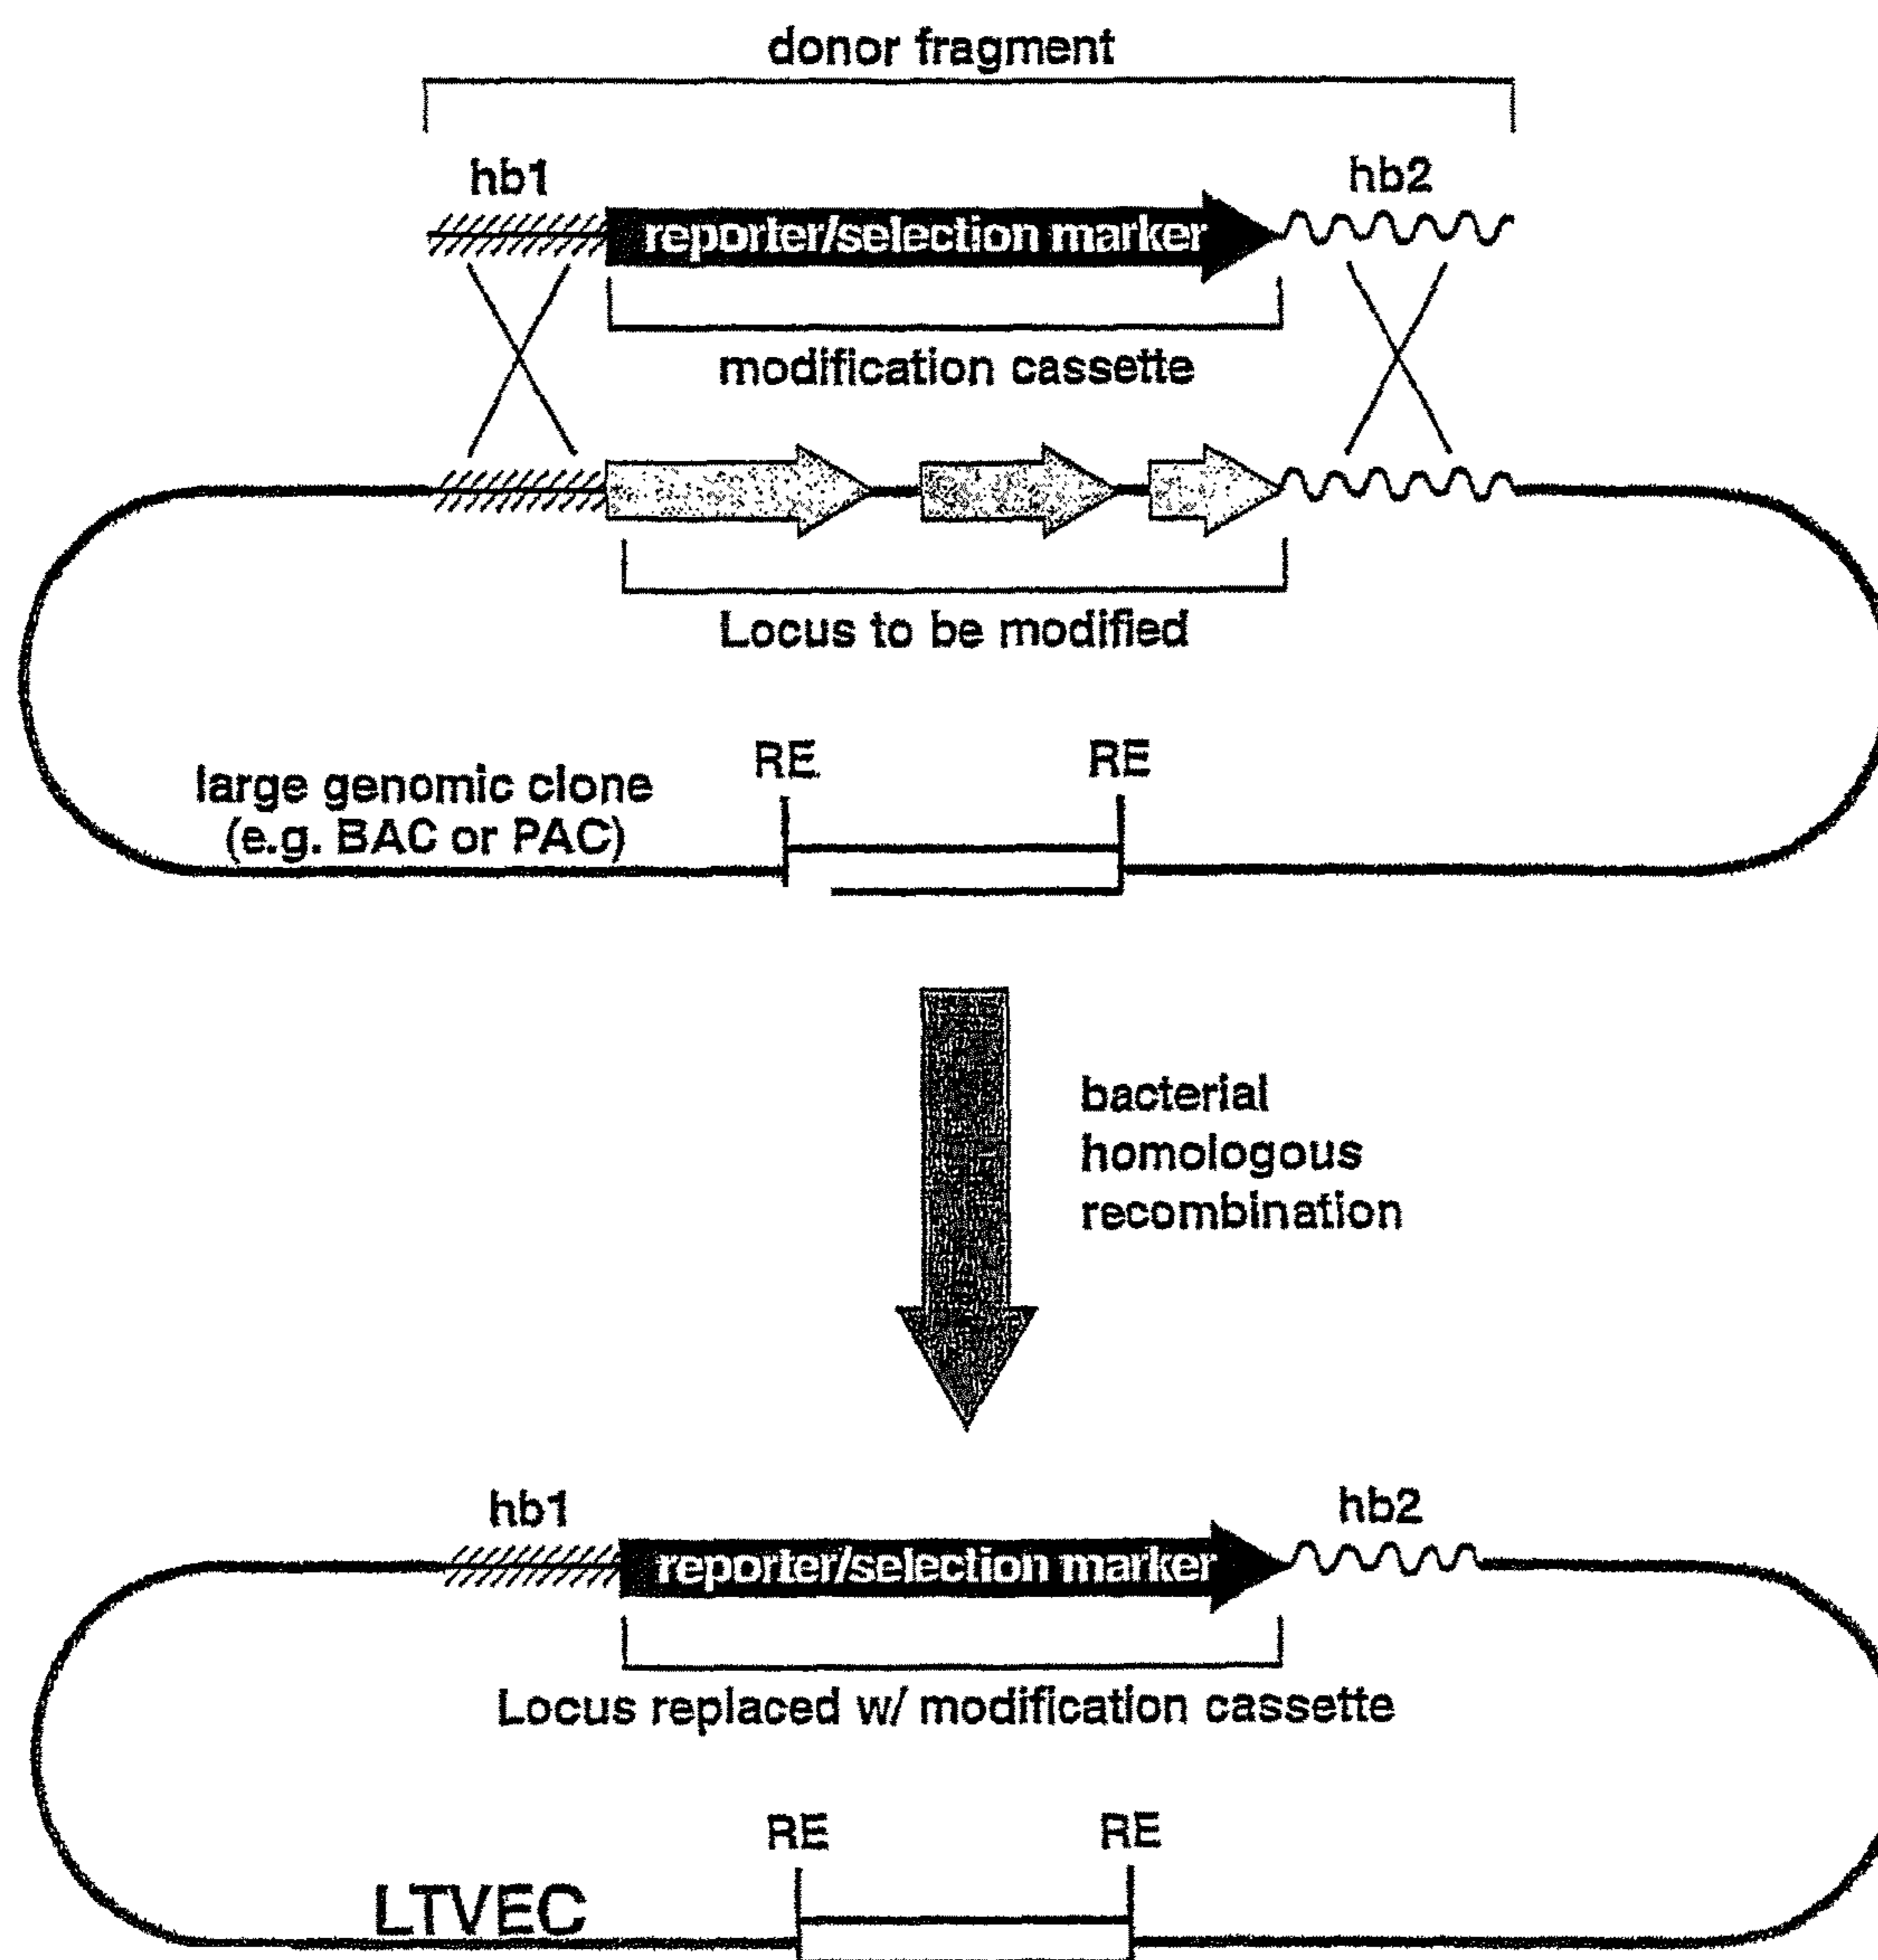 donor fragment
hb1
hb2
reporter/selection marker
modification cassette
Locus to be modified
RE
RE
large genomic clone
(e.g. BAC or PAC)
bacterial
homologous
recombination
hb1
hb2
reporter/selection marker
Locus replaced w/ modification cassette
RE
RE
LTVEC